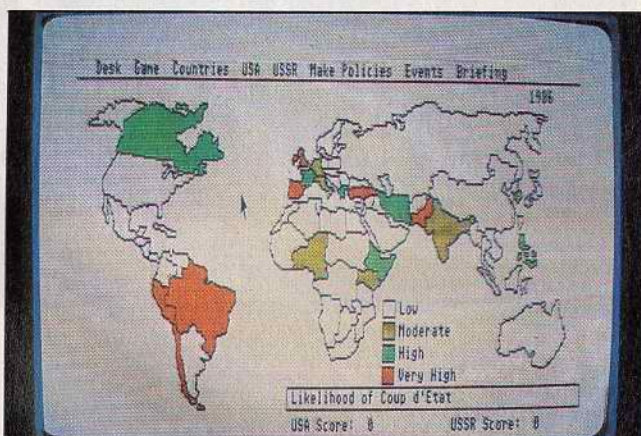 Desk Game Countries USA USSR Make Policies Events Briefing
1986
Low
Moderate
High
Very High
Likelihood of Coup d'Etat
USA Score: 0 USSR Score: 0